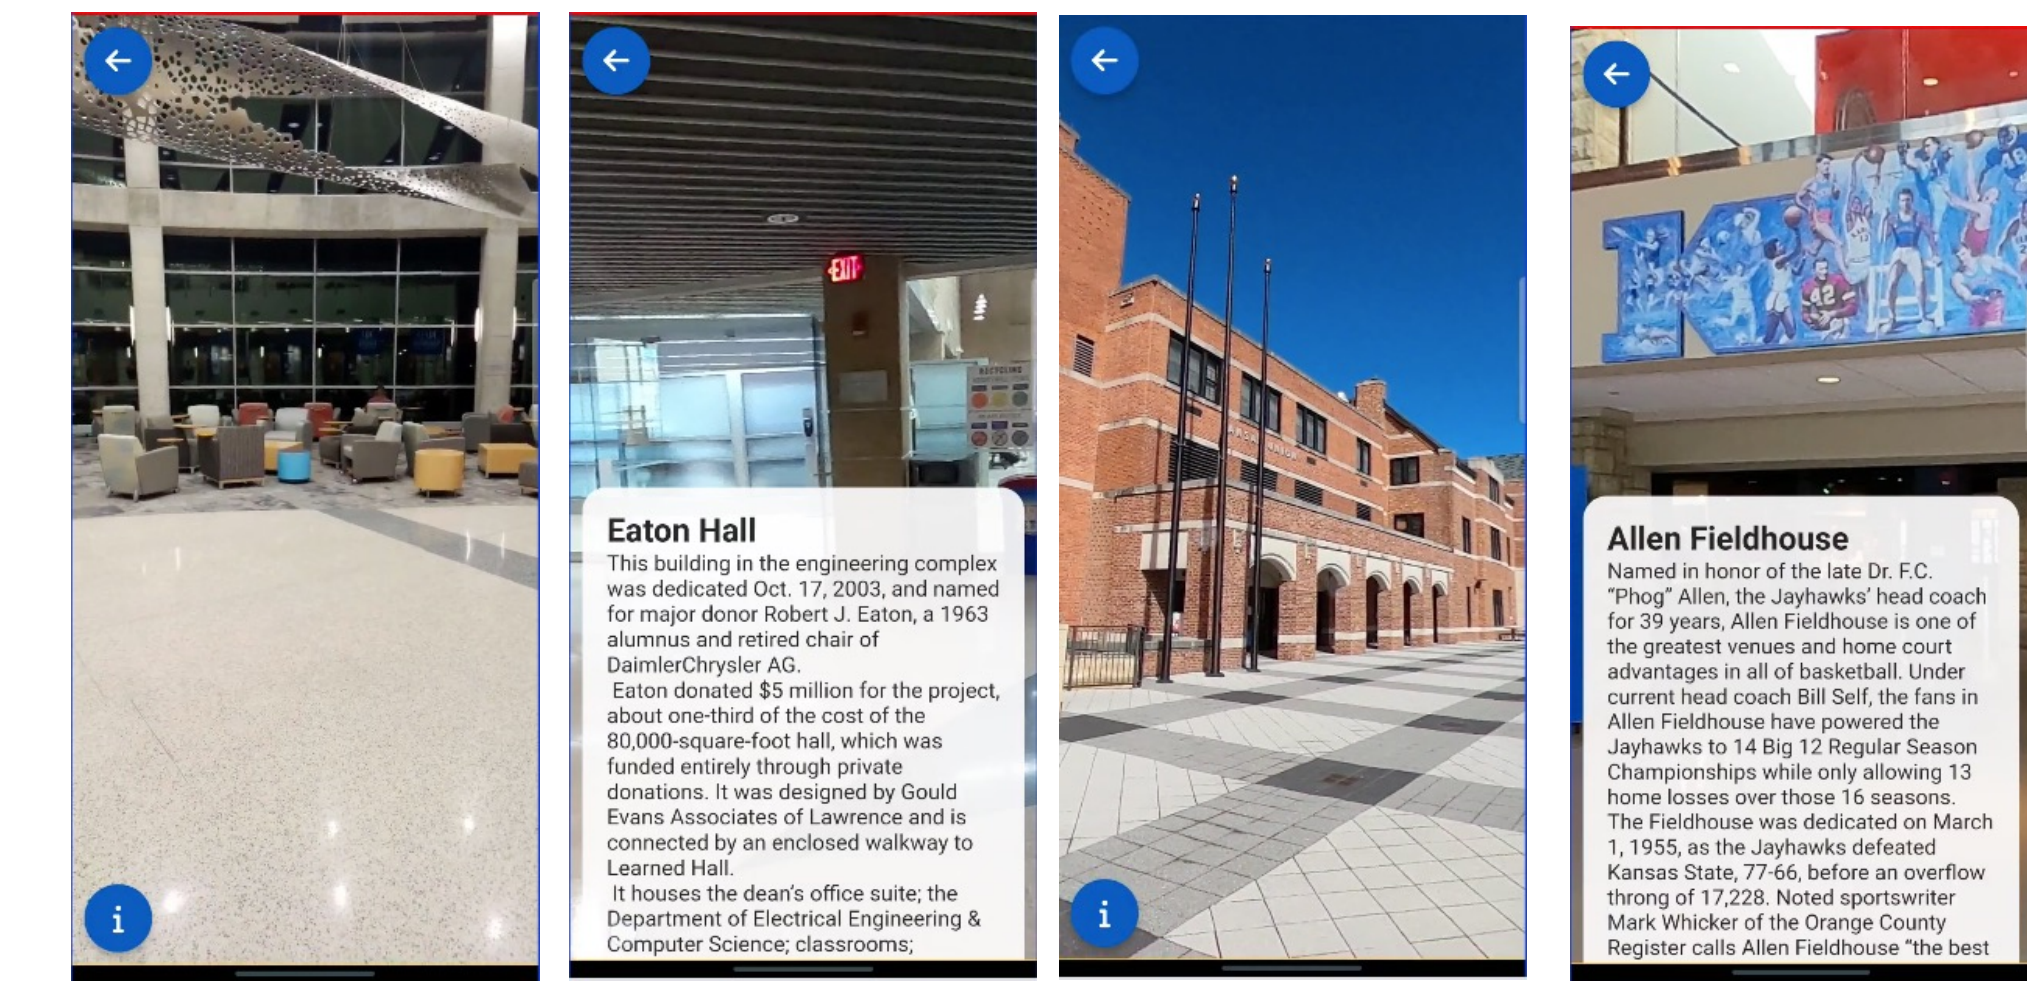 EXIT
RECYCLING
Eaton Hall
This building in the engineering complex
was dedicated Oct. 17, 2003, and named
for major donor Robert J. Eaton, a 1963
alumnus and retired chair of
DaimlerChrysler AG.
Eaton donated $5 million for the project,
about one-third of the cost of the
80,000-square-foot hall, which was
funded entirely through private
donations. It was designed by Gould
Evans Associates of Lawrence and is
connected by an enclosed walkway to
Learned Hall.
It houses the dean's office suite; the
Department of Electrical Engineering &
Computer Science; classrooms;
i
K
42
Allen Fieldhouse
Named in honor of the late Dr. F.C.
“Phog” Allen, the Jayhawks’ head coach
for 39 years, Allen Fieldhouse is one of
the greatest venues and home court
advantages in all of basketball. Under
current head coach Bill Self, the fans in
Allen Fieldhouse have powered the
Jayhawks to 14 Big 12 Regular Season
Championships while only allowing 13
home losses over those 16 seasons.
The Fieldhouse was dedicated on March
1, 1955, as the Jayhawks defeated
Kansas State, 77-66, before an overflow
throng of 17,228. Noted sportswriter
Mark Whicker of the Orange County
Register calls Allen Fieldhouse “the best
i